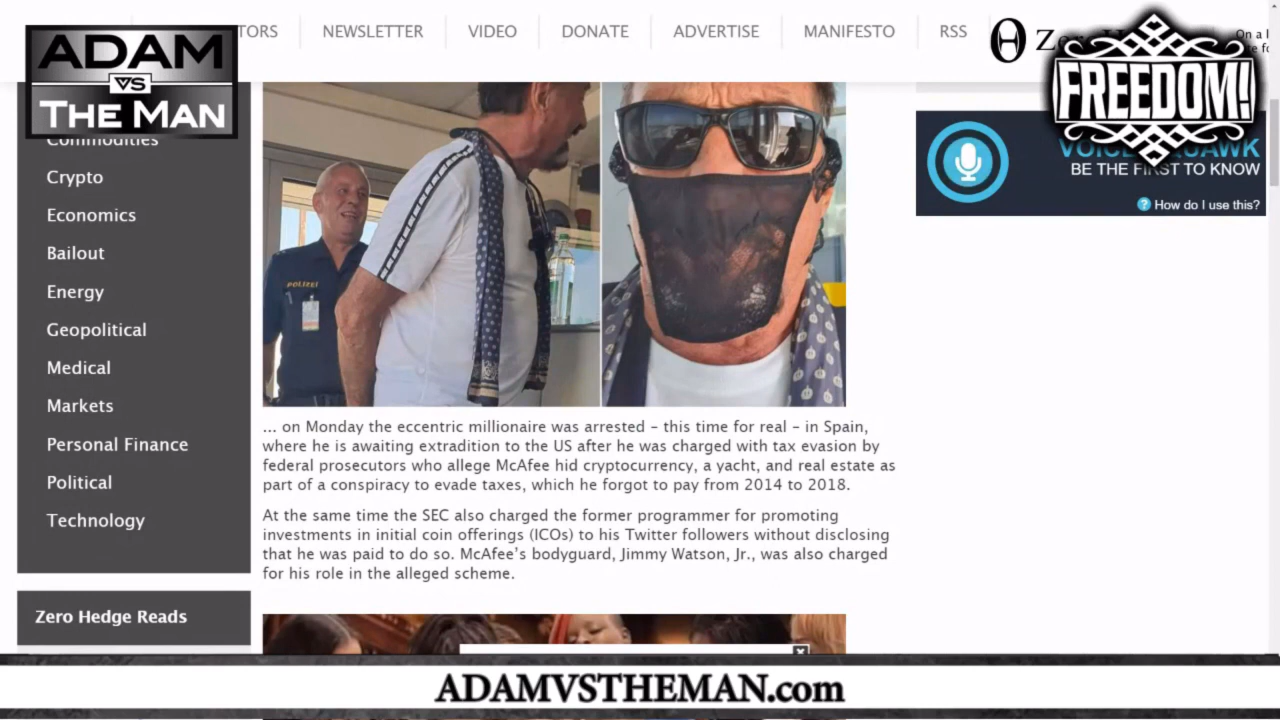 TORS
NEWSLETTER
VIDEO
DONATE
ADVERTISE
MANIFESTO
RSS
On a l
ADAM
VS
THE MAN
FREEDOM!
Commodities
Crypto
Economics
Bailout
Energy
Geopolitical
Medical
Markets
Personal Finance
Political
Technology
Zero Hedge Reads
POLIZEI
BE THE FIRST TO KNOW
? How do I use this?
... on Monday the eccentric millionaire was arrested – this time for real – in Spain,
where he is awaiting extradition to the US after he was charged with tax evasion by
federal prosecutors who allege McAfee hid cryptocurrency, a yacht, and real estate as
part of a conspiracy to evade taxes, which he forgot to pay from 2014 to 2018.
At the same time the SEC also charged the former programmer for promoting
investments in initial coin offerings (ICOs) to his Twitter followers without disclosing
that he was paid to do so. McAfee's bodyguard, Jimmy Watson, Jr., was also charged
for his role in the alleged scheme.
ADAMVSTHEMAN.com